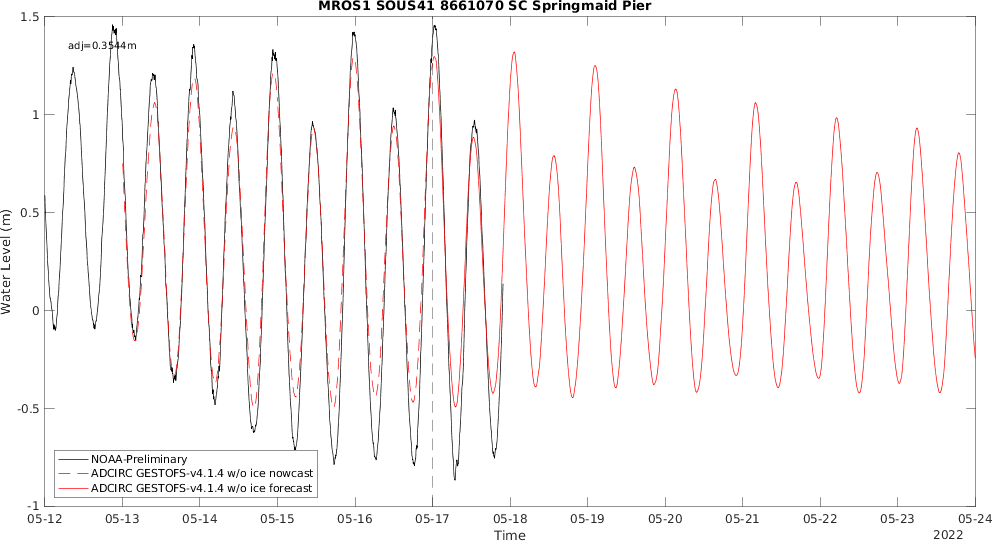 MROS1 SOUS41 8661070 SC Springmaid Pier
adj=0.3544m
1.5
1
0.5
0
-0.5
-1
Water Level (m)
NOAA-Preliminary
ADCIRC GESTOFS-v4.1.4 w/o ice nowcast
ADCIRC GESTOFS-v4.1.4 w/o ice forecast
05-12 05-13 05-14 05-15 05-16 05-17 05-18 05-19 05-20 05-21 05-22 05-23 05-24
Time
2022